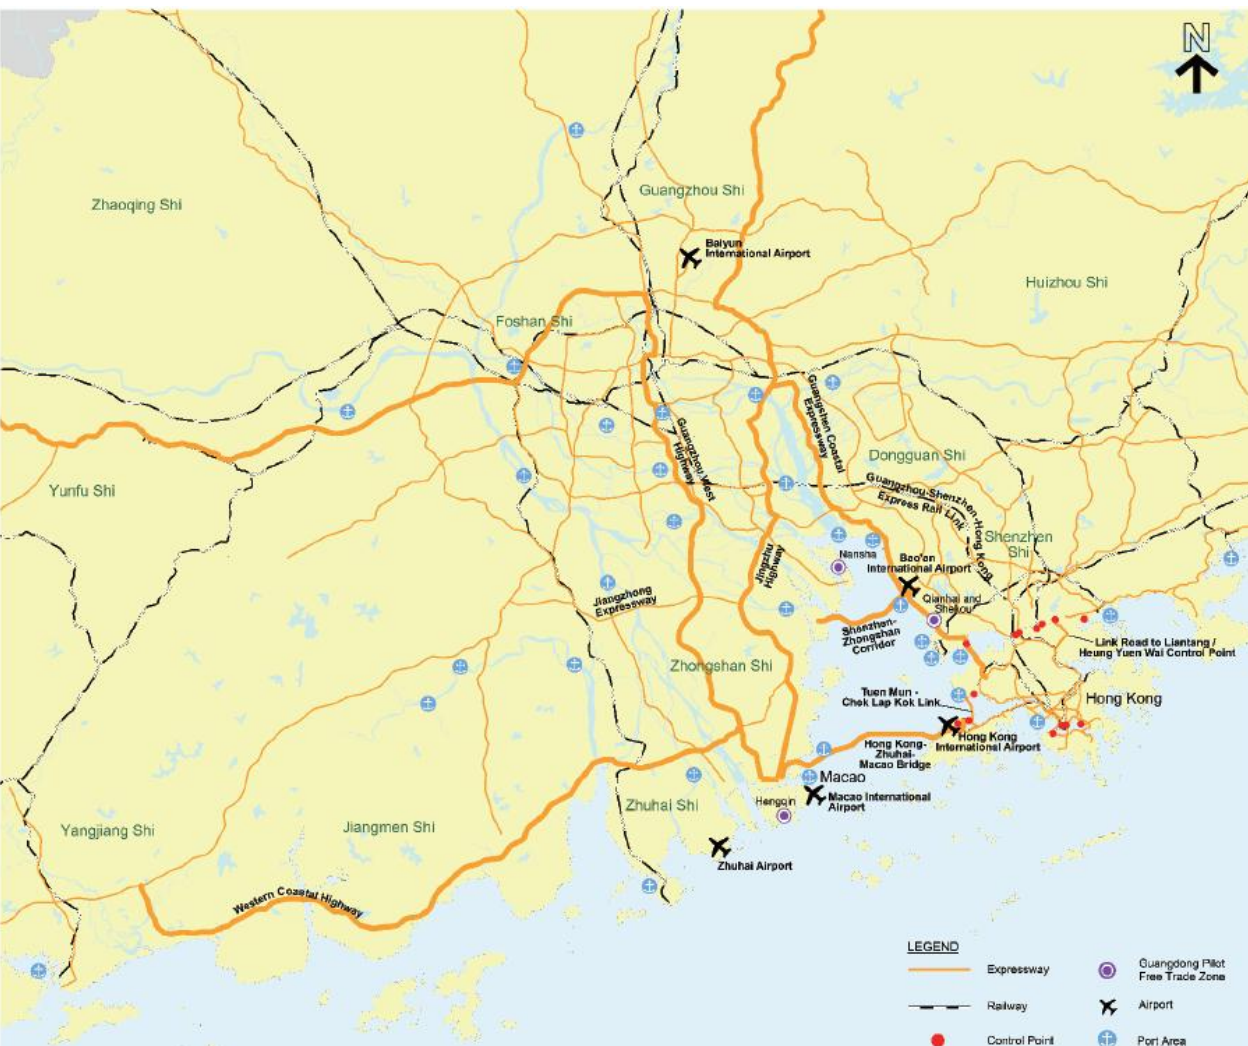 N
Guangzhou Shi
Zhaoqing Shi
Baiyun
International Airport
Huizhou Shi
Foshan Shi
Guangshen Coastal
Expressway
Guangzhou West
Highway
Dongguan Shi
Yunfu Shi
Guangzhou-Shenzhen-Hong Kong
Express Rail Link
Shenzhen
Shi
Nansha
Jingzhu
Highway
Bao'an
International Airport
Jiangzhong
Expressway
Qianhai and
Shekou
Shenzhen-
Zhongshan
Corridor
Link Road to Liantang /
Heung Yuen Wai Control Point
Zhongshan Shi
Tuen Mun -
Chek Lap Kok Link
Hong Kong
Hong Kong
International Airport
Hong Kong-
Zhuhai-
Macao Bridge
Macao
Macao International
Airport
Hengqin
Zhuhai Shi
Yangjiang Shi
Jiangmen Shi
Zhuhai Airport
Western Coastal Highway
LEGEND
Expressway
Guangdong Pilot
Free Trade Zone
Railway
Airport
Control Point
Port Area